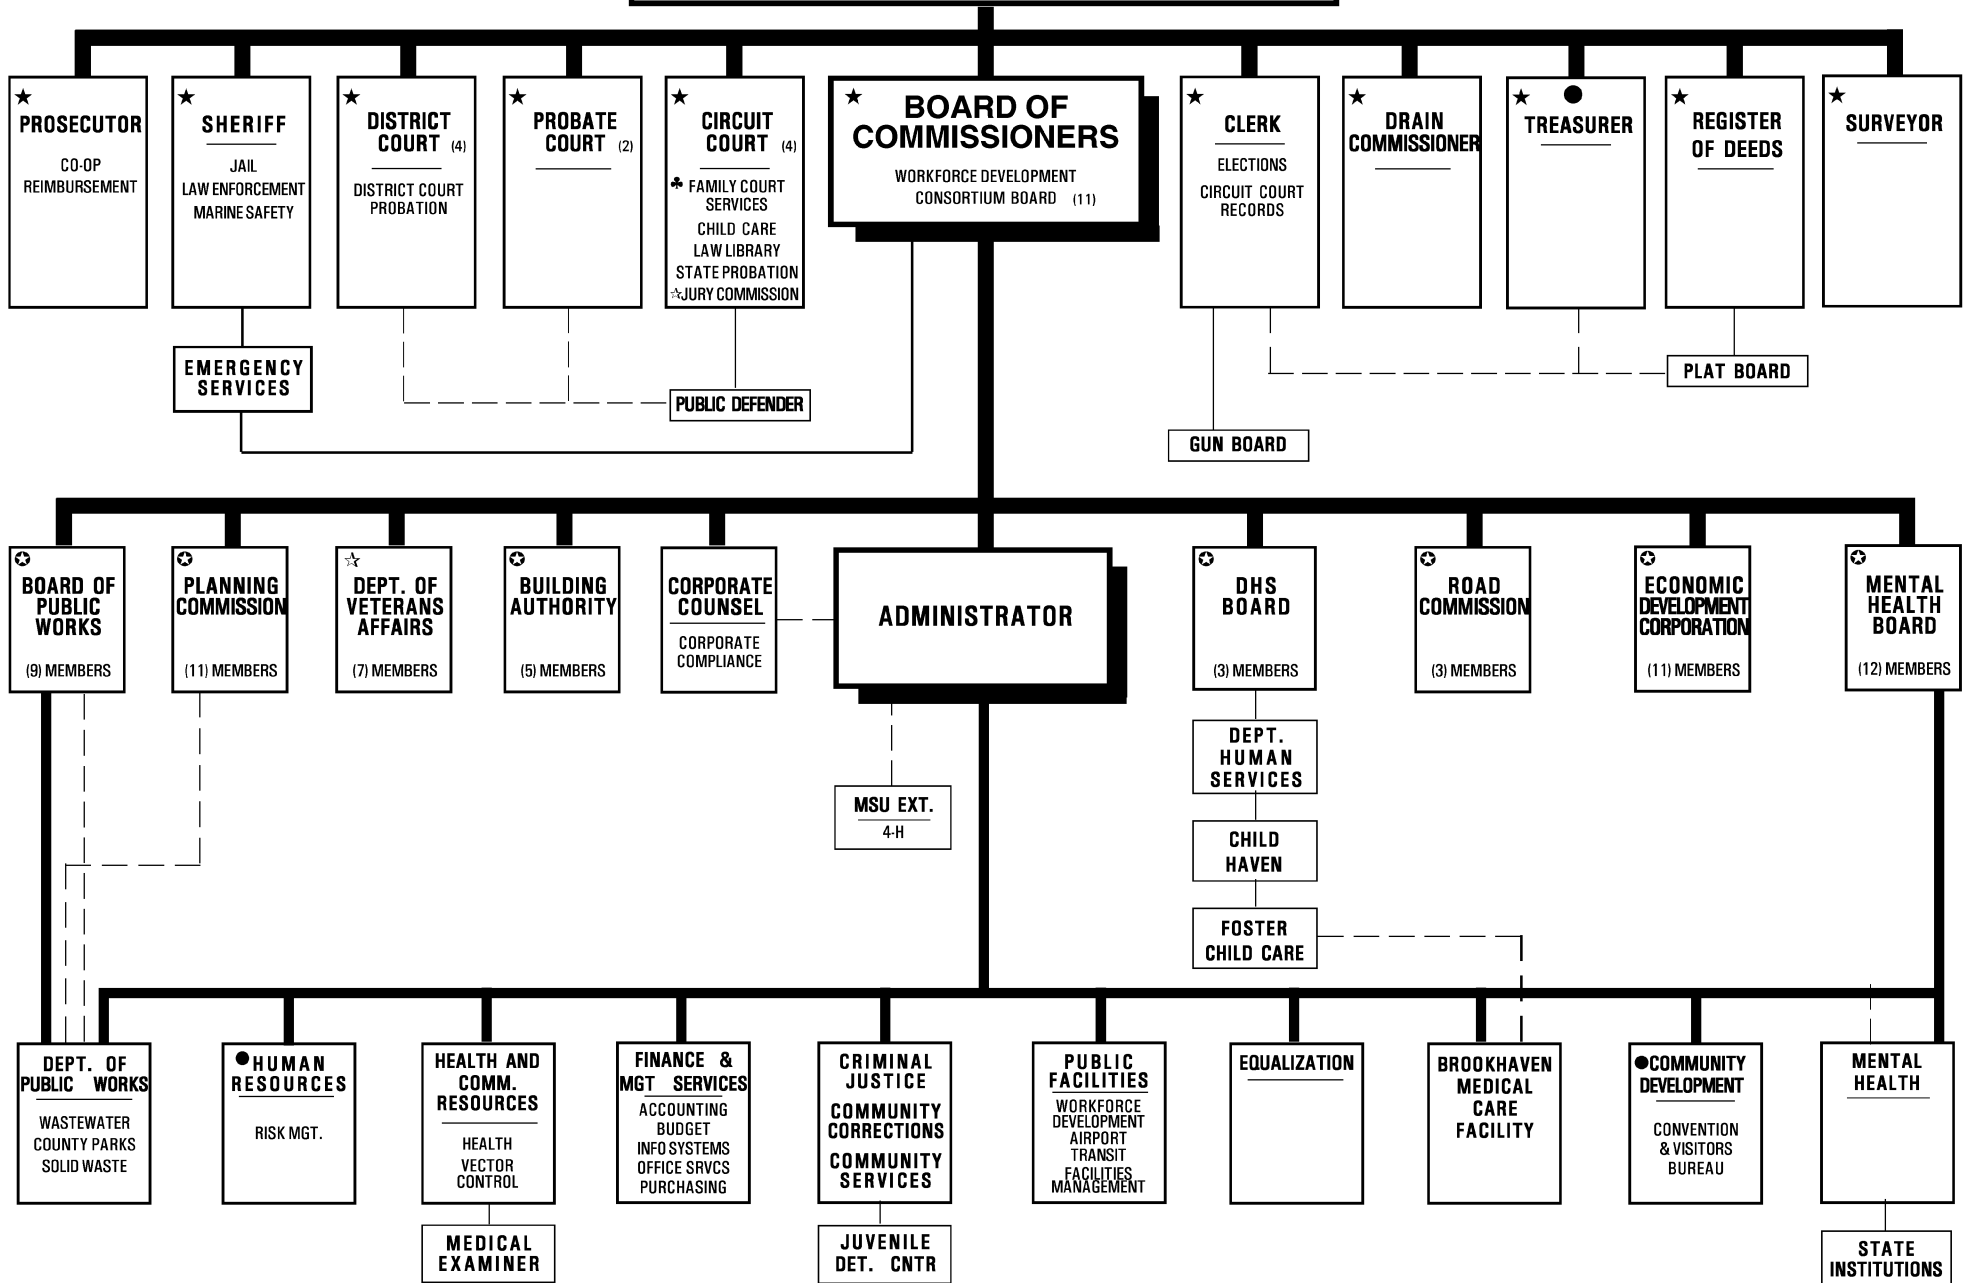 PROSECUTOR
CO-OP
REIMBURSEMENT
SHERIFF
JAIL
LAW ENFORCEMENT
MARINE SAFETY
EMERGENCY
SERVICES
DISTRICT
COURT (4)
DISTRICT COURT
PROBATION
PROBATE
COURT (2)
CIRCUIT
COURT (4)
♣ FAMILY COURT
SERVICES
CHILD CARE
LAW LIBRARY
STATE PROBATION
☆JURY COMMISSION
PUBLIC DEFENDER
BOARD OF
COMMISSIONERS
WORKFORCE DEVELOPMENT
CONSORTIUM BOARD (11)
CLERK
ELECTIONS
CIRCUIT COURT
RECORDS
GUN BOARD
DRAIN
COMMISSIONER
TREASURER
REGISTER
OF DEEDS
PLAT BOARD
SURVEYOR
BOARD OF
PUBLIC
WORKS
(9) MEMBERS
PLANNING
COMMISSION
(11) MEMBERS
DEPT. OF
VETERANS
AFFAIRS
(7) MEMBERS
BUILDING
AUTHORITY
(5) MEMBERS
CORPORATE
COUNSEL
CORPORATE
COMPLIANCE
ADMINISTRATOR
MSU EXT.
4-H
DHS
BOARD
(3) MEMBERS
DEPT.
HUMAN
SERVICES
CHILD
HAVEN
FOSTER
CHILD CARE
ROAD
COMMISSION
(3) MEMBERS
ECONOMIC
DEVELOPMENT
CORPORATION
(11) MEMBERS
MENTAL
HEALTH
BOARD
(12) MEMBERS
DEPT. OF
PUBLIC WORKS
WASTEWATER
COUNTY PARKS
SOLID WASTE
HUMAN
RESOURCES
RISK MGT.
HEALTH AND
COMM.
RESOURCES
HEALTH
VECTOR
CONTROL
MEDICAL
EXAMINER
FINANCE &
MGT SERVICES
ACCOUNTING
BUDGET
INFO SYSTEMS
OFFICE SRVCS
PURCHASING
CRIMINAL
JUSTICE
COMMUNITY
CORRECTIONS
COMMUNITY
SERVICES
JUVENILE
DET. CNTR
PUBLIC
FACILITIES
WORKFORCE
DEVELOPMENT
AIRPORT
TRANSIT
FACILITIES
MANAGEMENT
EQUALIZATION
BROOKHAVEN
MEDICAL
CARE
FACILITY
COMMUNITY
DEVELOPMENT
CONVENTION
& VISITORS
BUREAU
MENTAL
HEALTH
STATE
INSTITUTIONS